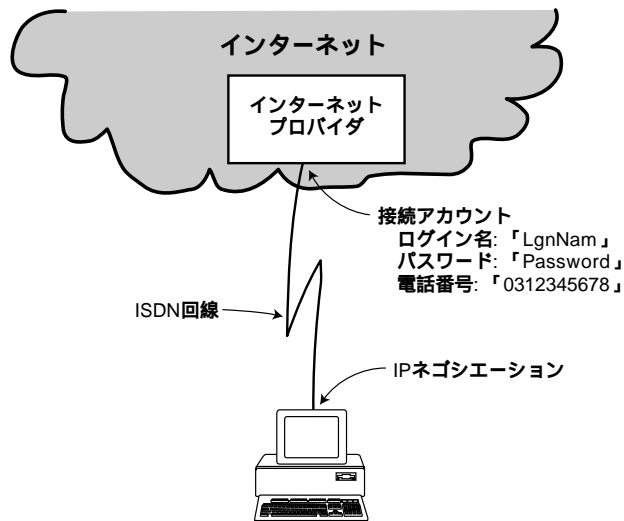 インターネット
インターネット
プロバイダ
接続アカウント
ログイン名: 「LgnNam」
パスワード: 「Password」
電話番号: 「0312345678」
ISDN回線
IPネゴシエーション